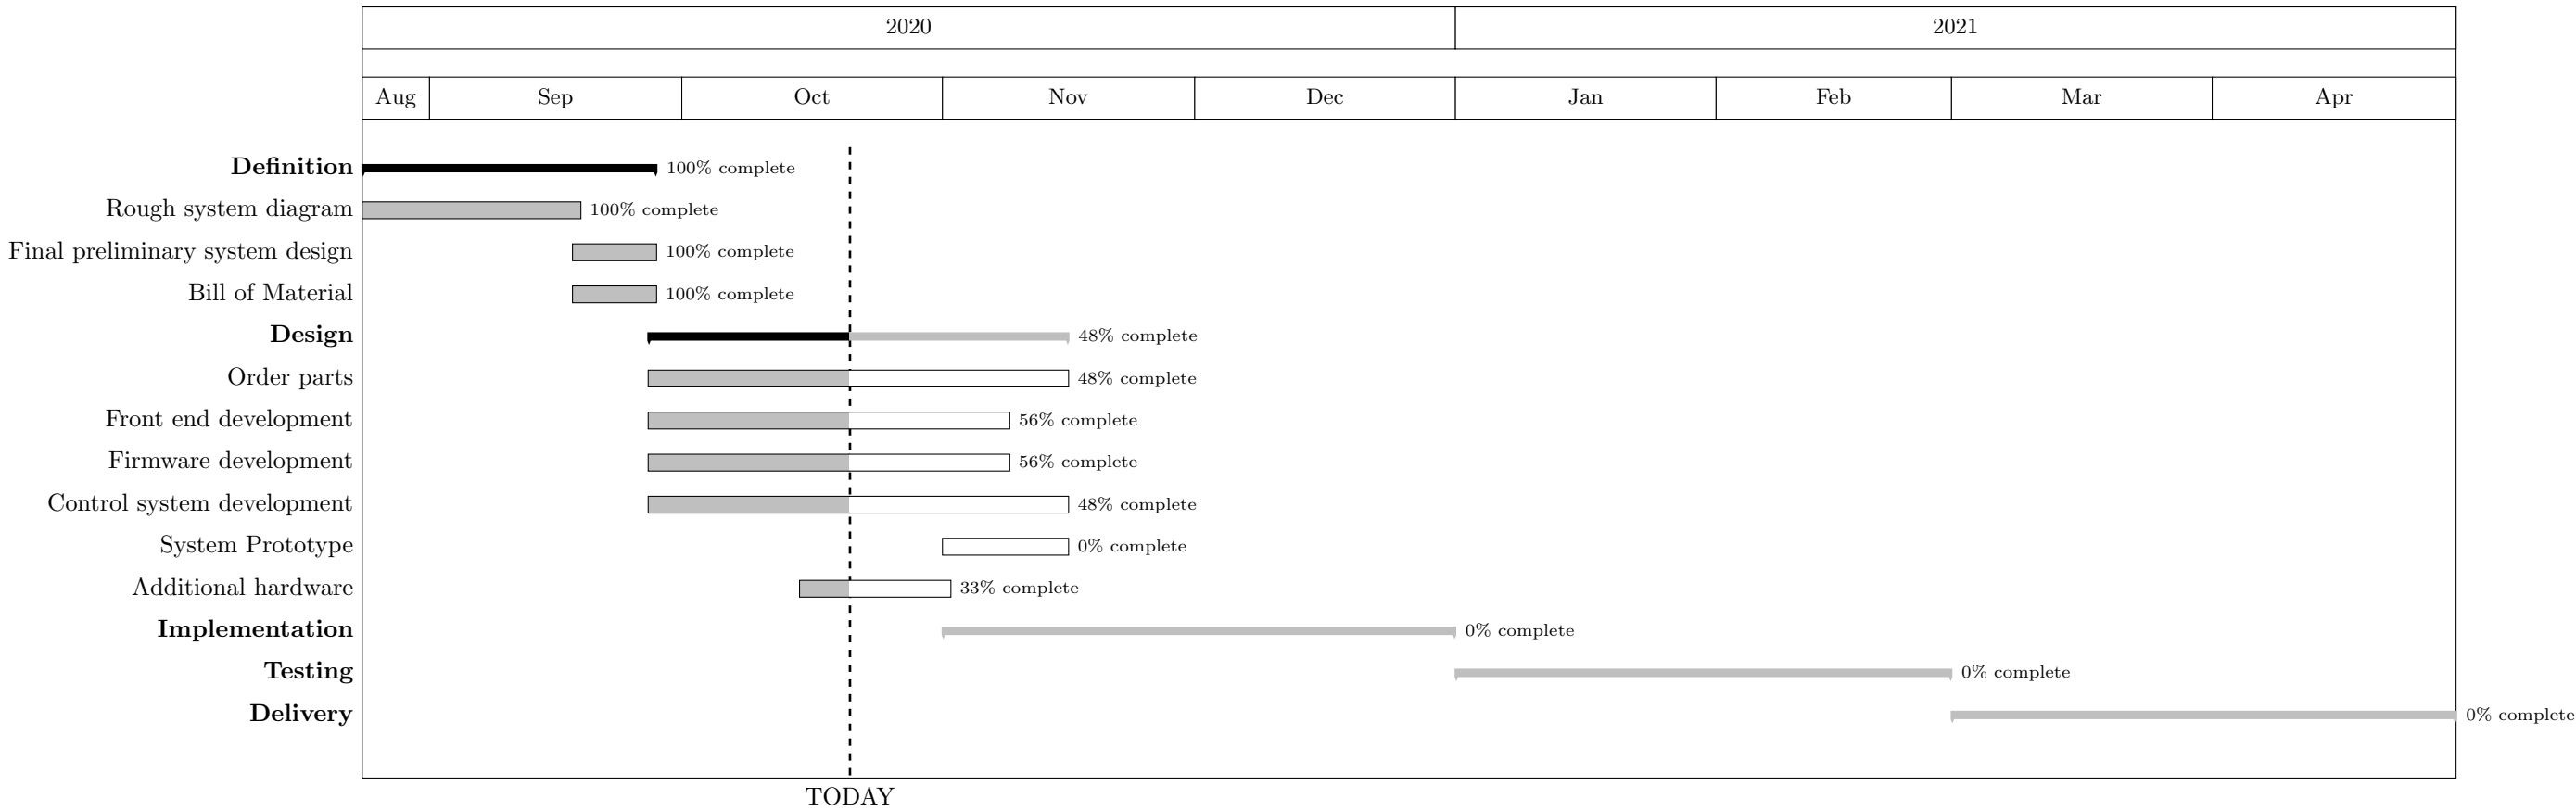 2020 2021
Aug Sep Oct Nov Dec Jan Feb Mar Apr
Definition 100% complete
Rough system diagram 100% complete
Final preliminary system design 100% complete
Bill of Material 100% complete
Design 48% complete
Order parts 48% complete
Front end development 56% complete
Firmware development 56% complete
Control system development 48% complete
System Prototype 0% complete
Additional hardware 33% complete
Implementation 0% complete
Testing 0% complete
Delivery 0% complete
TODAY